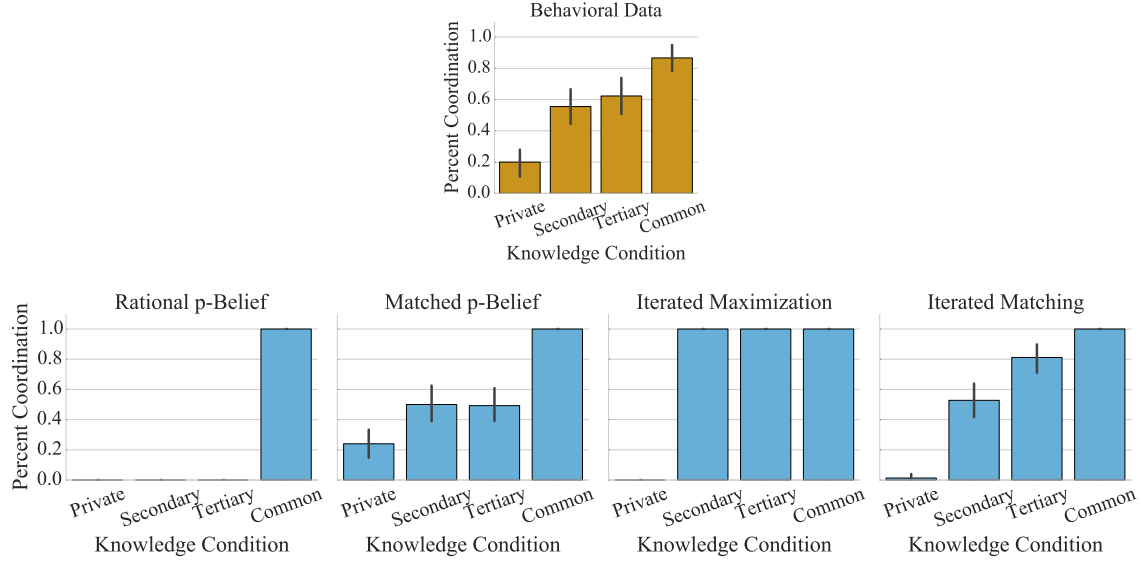 Behavioral Data
Percent Coordination
1.0
0.8
0.6
0.4
0.2
0.0
Private
Secondary
Tertiary
Common
Knowledge Condition
Rational p-Belief
Matched p-Belief
Iterated Maximization
Iterated Matching
Percent Coordination
1.0
0.8
0.6
0.4
0.2
0.0
Private
Secondary
Tertiary
Common
Private
Secondary
Tertiary
Common
Private
Secondary
Tertiary
Common
Private
Secondary
Tertiary
Common
Knowledge Condition
Knowledge Condition
Knowledge Condition
Knowledge Condition